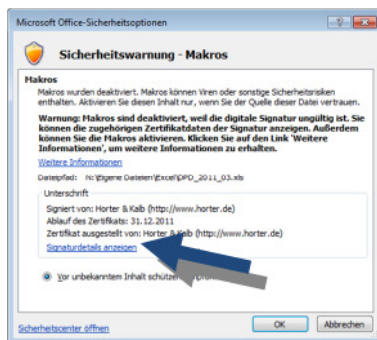 Microsoft Office-Sicherheitsoptionen
Sicherheitswarnung - Makros
Makros
Makros wurden deaktiviert. Makros können Viren oder sonstige Sicherheitsrisiken
enthalten. Aktivieren Sie diesen Inhalt nur, wenn Sie der Quelle dieser Datei vertrauen.
Warnung: Makros sind deaktiviert, weil die digitale Signatur ungültig ist. Sie
können die zugehörigen Zertifikatdaten der Signatur anzeigen. Außerdem
können Sie die Makros aktivieren. Klicken Sie auf den Link 'Weitere
Informationen', um weitere Informationen zu erhalten.
Weitere Informationen
Dateipfad: N:\Eigene Dateien\Excel\DPD_2011_03.xls
Unterschrift
Signiert von: Horter & Kalb (http://www.horter.de)
Ablauf des Zertifikats: 31.12.2011
Zertifikat ausgestellt von: Horter & Kalb (http://www.horter.de)
Signaturdetails anzeigen
Vor unbekanntem Inhalt schützen
Sicherheitscenter öffnen
OK
Abbrechen